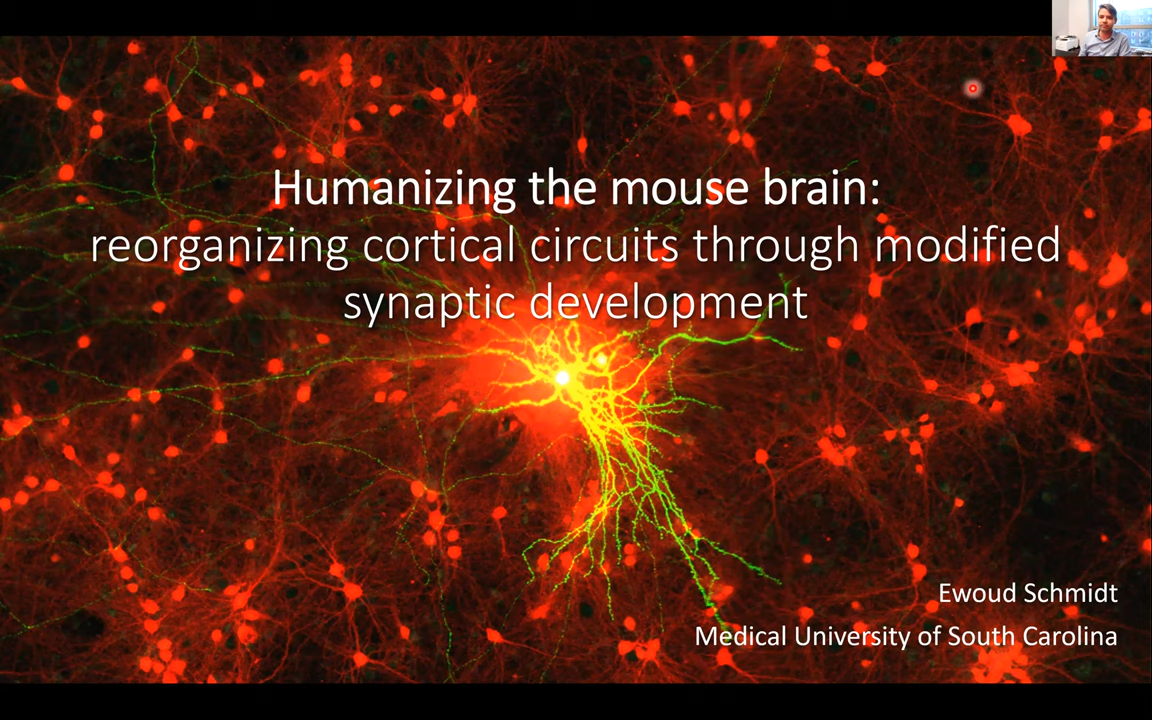 Humanizing the mouse brain:
reorganizing cortical circuits through modified
synaptic development
Ewoud Schmidt
Medical University of South Carolina